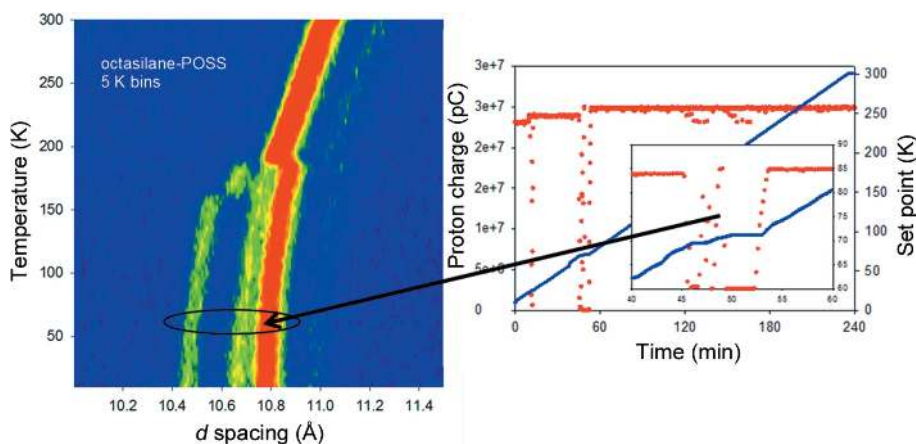 octasilane-POSS
5 K bins
Temperature (K)
300
250
200
150
100
50
10.2 10.4 10.6 10.8 11.0 11.2 11.4
d spacing (Å)
Proton charge (pC)
3e+7
3e+7
2e+7
2e+7
1e+7
5e+6
0
300
250
200
150
100
50
0
Set point (K)
0 60 120 180 240
Time (min)
90
85
80
75
70
65
60
40 45 50 55 60